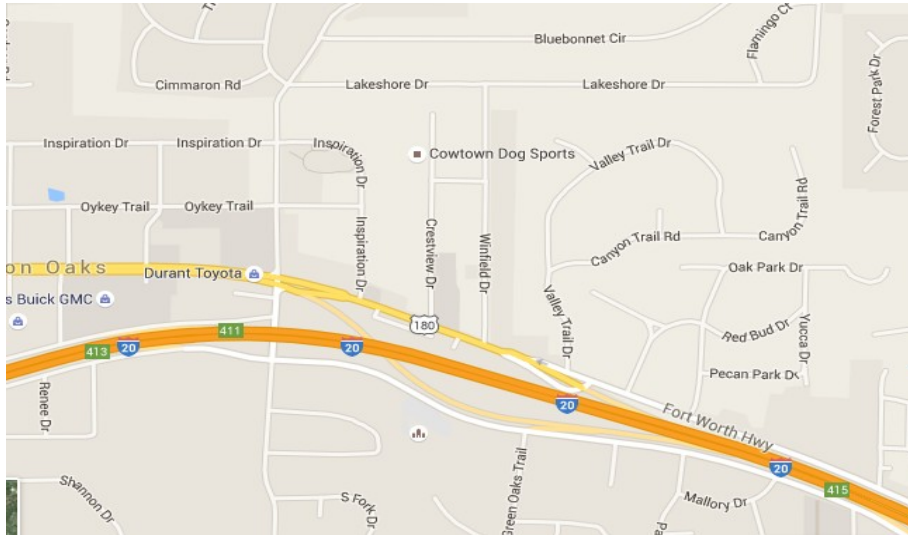 Bluebonnet Cir
Flamingo Ct
Cimmaron Rd
Lakeshore Dr
Lakeshore Dr
Forest Park Dr
Inspiration Dr
Inspiration Dr
Inspiration Dr
Cowtown Dog Sports
Valley Trail Dr
Oykey Trail
Oykey Trail
Inspiration Dr
Crestview Dr
Winfield Dr
Canyon Trail Rd
Canyon Trail Rd
on Oaks
Durant Toyota
Oak Park Dr
s Buick GMC
Valley Trail Dr
Red Bud Dr
Yucca Dr
180
411
413
20
20
Pecan Park Dr
Renee Dr
20
Fort Worth Hwy
Green Oaks Trail
20
415
Shannon Dr
S Fork Dr
Mallory Dr
Pa